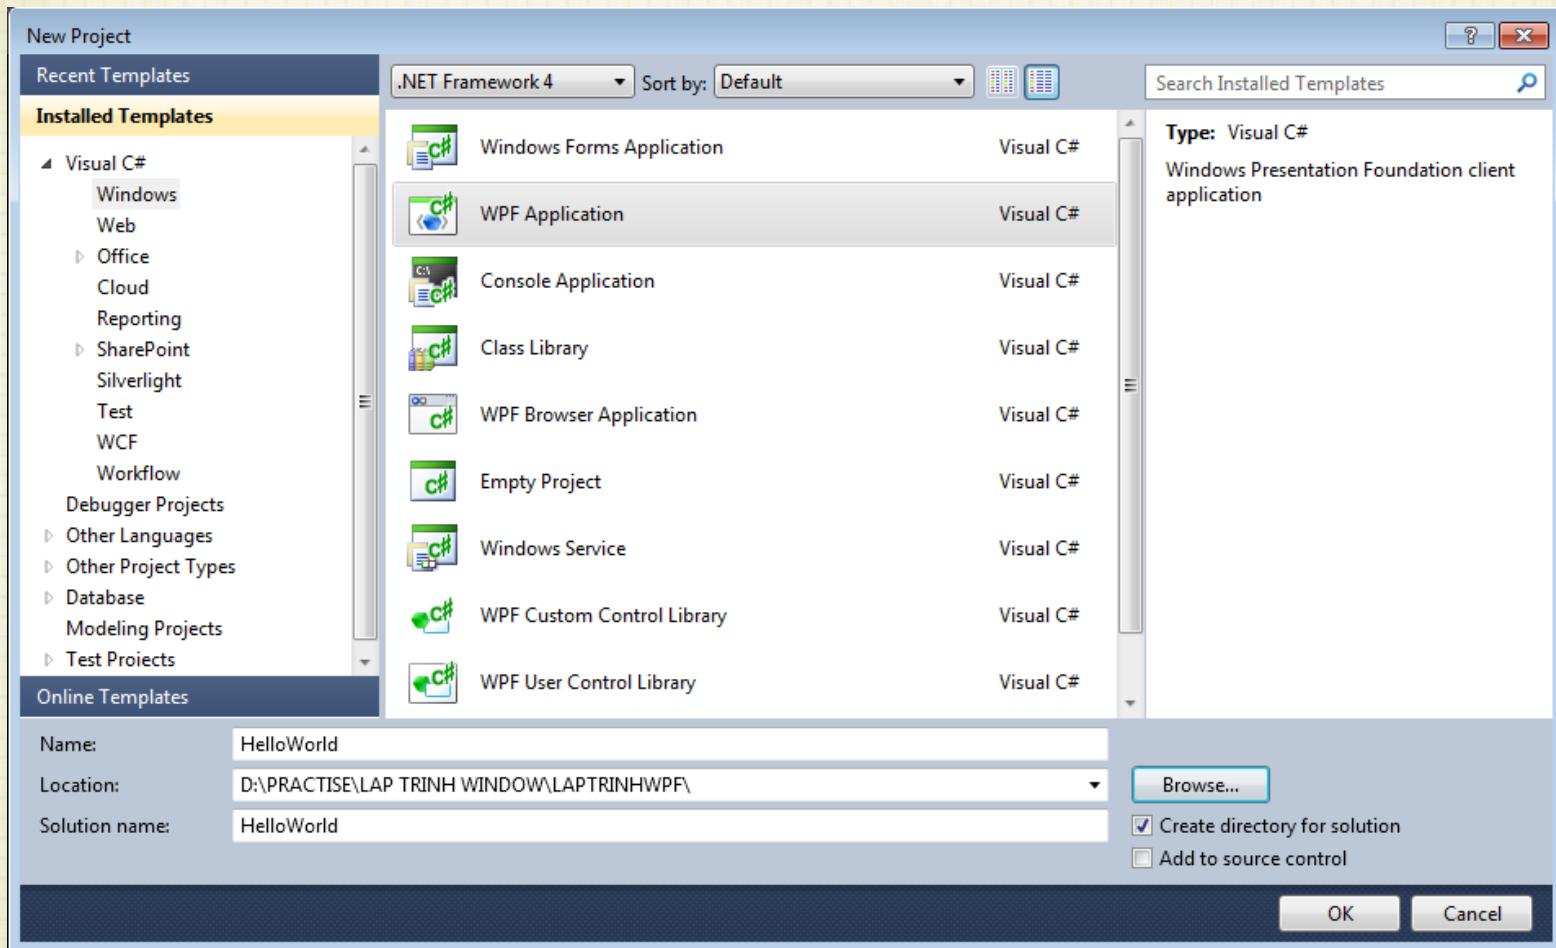 New Project
Recent Templates
Installed Templates
Visual C#
Windows
Web
Office
Cloud
Reporting
SharePoint
Silverlight
Test
WCF
Workflow
Debugger Projects
Other Languages
Other Project Types
Database
Modeling Projects
Test Projects
Online Templates
.NET Framework 4
Sort by: Default
Windows Forms Application Visual C#
WPF Application Visual C#
Console Application Visual C#
Class Library Visual C#
WPF Browser Application Visual C#
Empty Project Visual C#
Windows Service Visual C#
WPF Custom Control Library Visual C#
WPF User Control Library Visual C#
Search Installed Templates
Type: Visual C#
Windows Presentation Foundation client
application
Name: HelloWorld
Location: D:\PRACTISE\LAP TRINH WINDOW\LAPTRINHWPF\
Browse...
Solution name: HelloWorld
Create directory for solution
Add to source control
OK Cancel